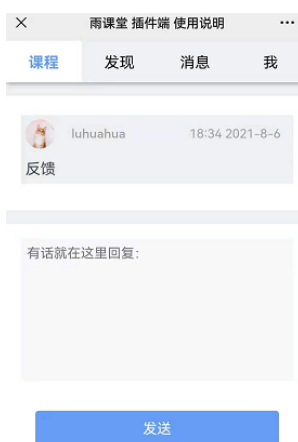 雨课堂 插件端 使用说明
课程 发现 消息 我
luhuahua 18:34 2021-8-6
反馈
有话就在这里回复:
发送